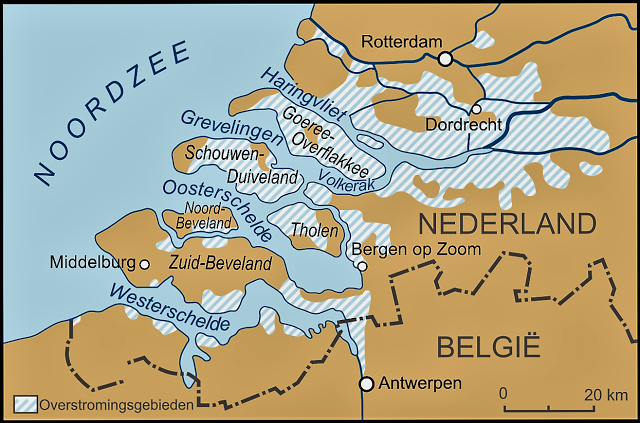 Rotterdam
NOORDZEE
Haringvliet
Dordrecht
Grevelingen
Goeree-
Overflakkee
Schouwen-
Duiveland
Volkerak
Oosterschelde
Noord-
Beveland
Tholen
NEDERLAND
Bergen op Zoom
Middelburg
Zuid-Beveland
Westerschelde
BELGIË
Antwerpen
0 20 km
Overstromingsgebieden